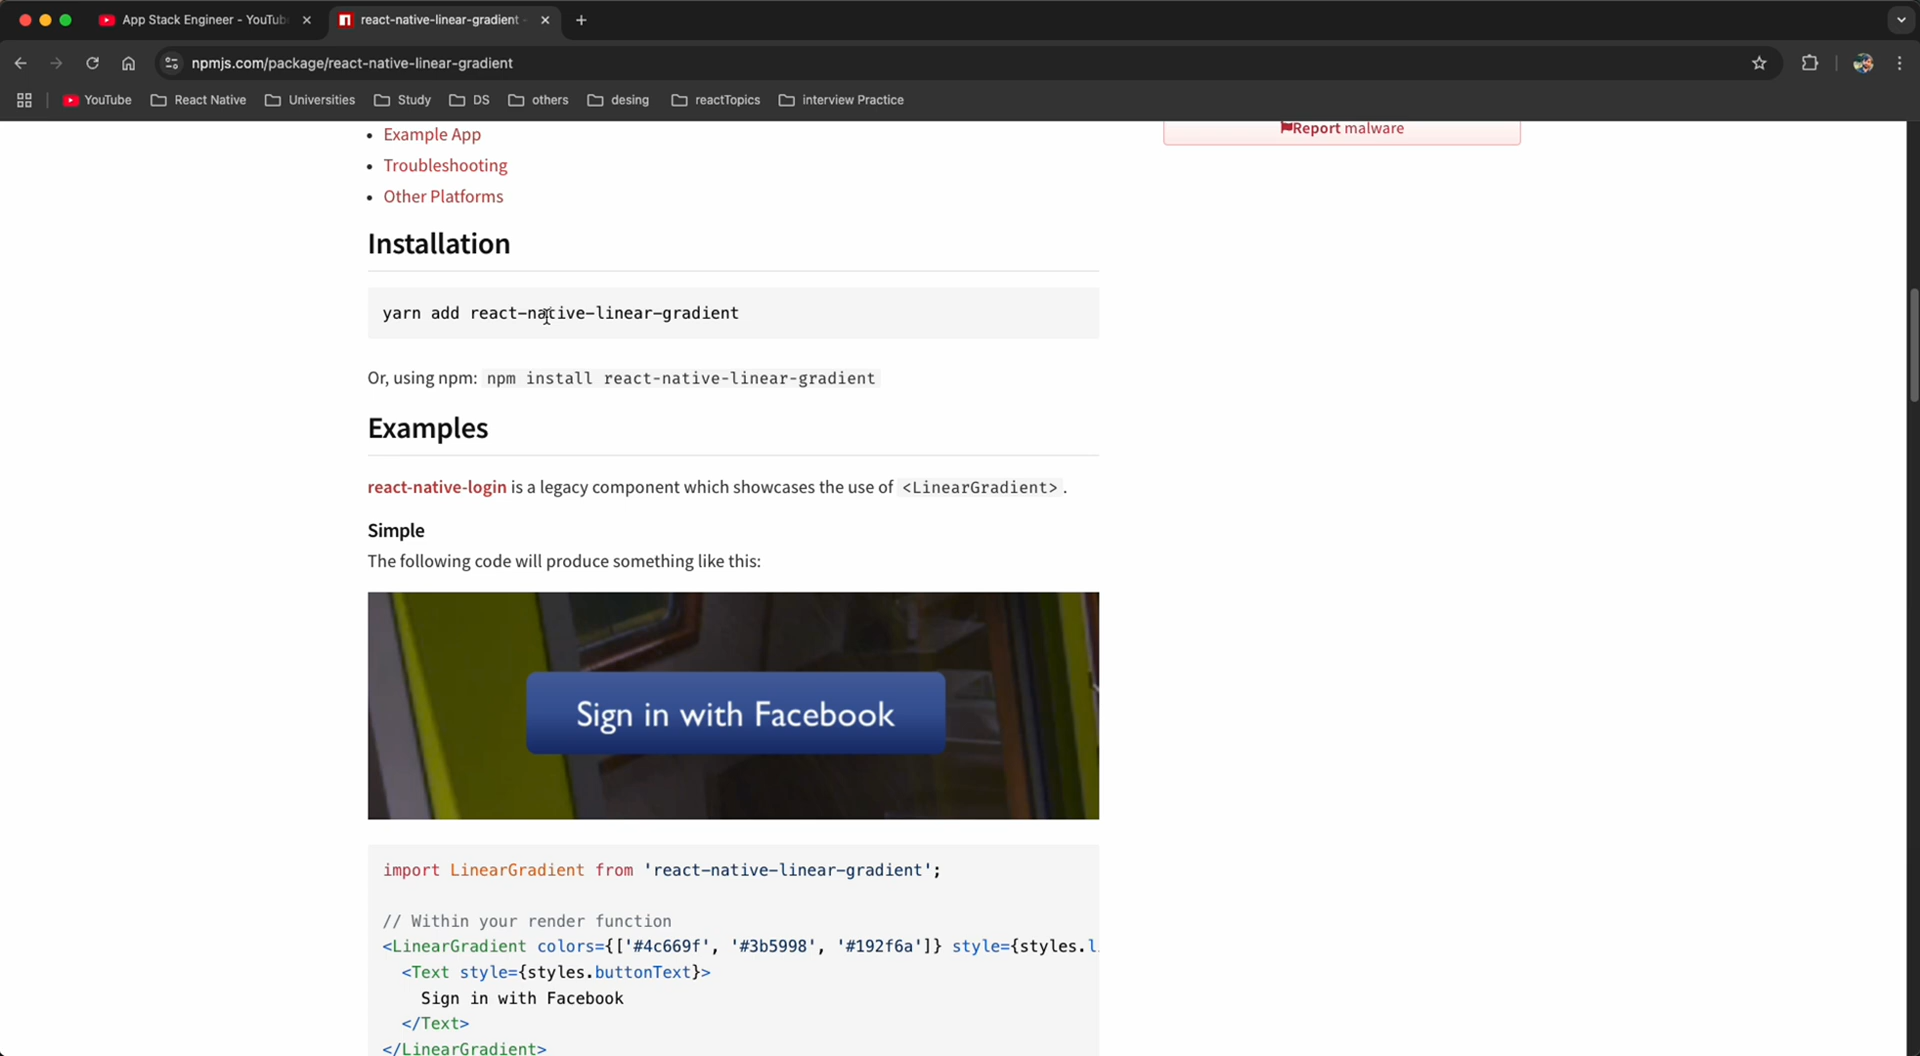 App Stack Engineer - YouTub
react-native-linear-gradient -
npmjs.com/package/react-native-linear-gradient
YouTube React Native Universities Study DS others desing reactTopics interview Practice
Example App
Report malware
Troubleshooting
Other Platforms
Installation
yarn add react-native-linear-gradient
Or, using npm: npm install react-native-linear-gradient
Examples
react-native-login is a legacy component which showcases the use of <LinearGradient>.
Simple
The following code will produce something like this:
Sign in with Facebook
import LinearGradient from 'react-native-linear-gradient';
// Within your render function
<LinearGradient colors={['#4c669f', '#3b5998', '#192f6a']} style={styles.l
<Text style={styles.buttonText}>
Sign in with Facebook
</Text>
</LinearGradient>